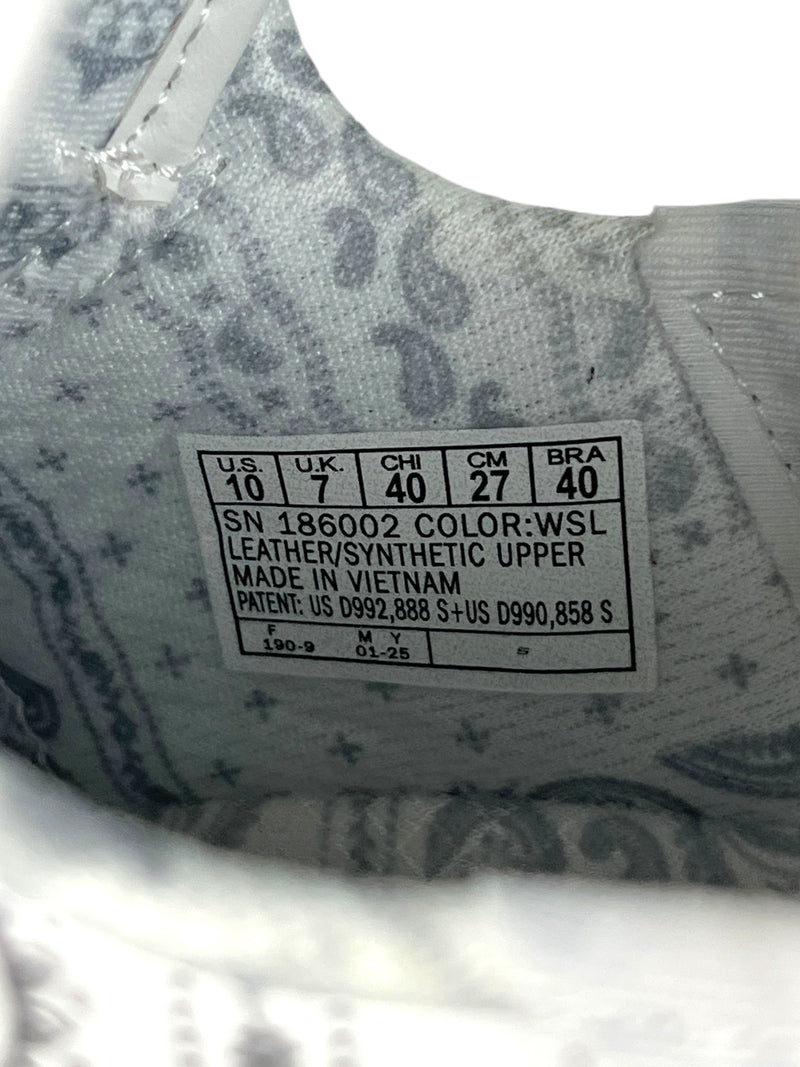 U.S. U.K. CHI CM BRA
10 7 40 27 40
SN 186002 COLOR:WSL
LEATHER/SYNTHETIC UPPER
MADE IN VIETNAM
PATENT: US D992,888 S+US D990,858 S
F M Y
190-9 01-25 S